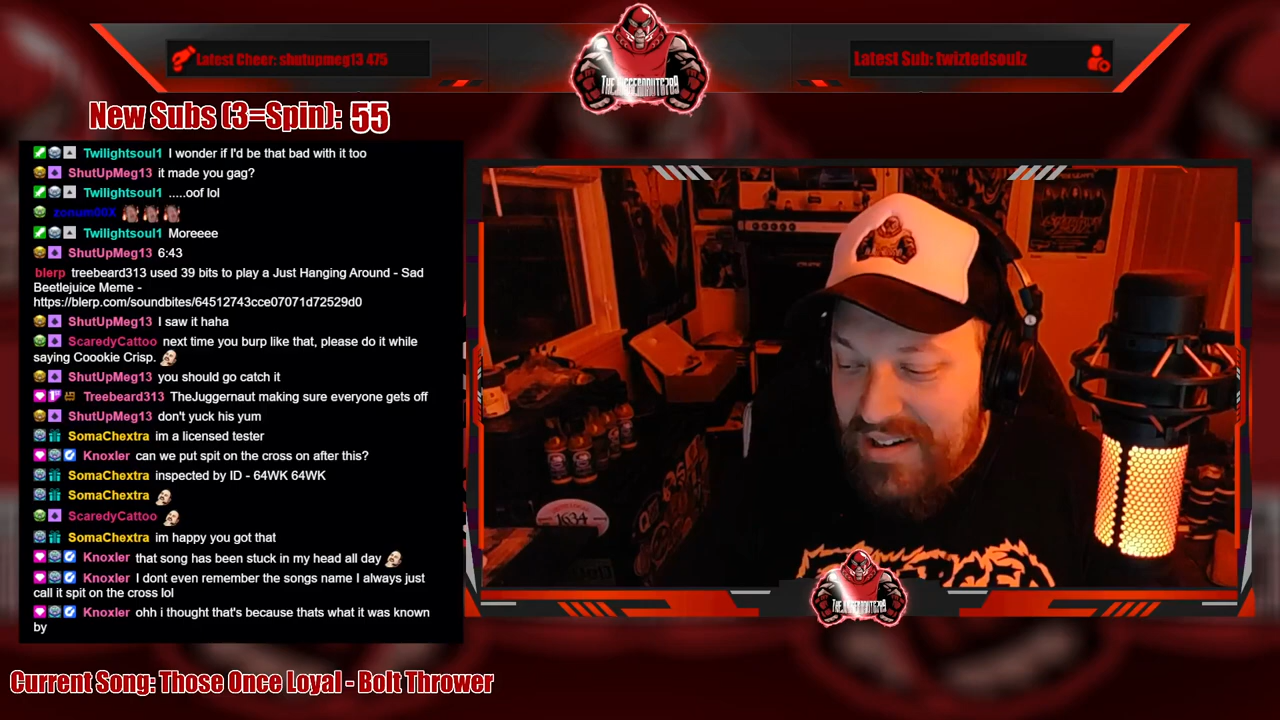 Latest Cheer: shutupmeg13 475
THEJUGGERNAUT6789
Latest Sub: twiztedsoulz
New Subs (3=Spin): 55
Twilightsoul1 I wonder if I'd be that bad with it too
ShutUpMeg13 it made you gag?
Twilightsoul1 .....oof lol
Twilightsoul1 Moreeee
ShutUpMeg13 6:43
blerp treebeard313 used 39 bits to play a Just Hanging Around - Sad
Beetlejuice Meme -
https://blerp.com/soundbites/64512743cce07071d72529d0
ShutUpMeg13 I saw it haha
ScaredyCattoo next time you burp like that, please do it while
saying Coookie Crisp.
ShutUpMeg13 you should go catch it
Treebeard313 TheJuggernaut making sure everyone gets off
ShutUpMeg13 don't yuck his yum
SomaChextra im a licensed tester
Knoxler can we put spit on the cross on after this?
SomaChextra inspected by ID - 64WK 64WK
SomaChextra
ScaredyCattoo
SomaChextra im happy you got that
Knoxler that song has been stuck in my head all day
Knoxler I dont even remember the songs name I always just
call it spit on the cross lol
Knoxler ohh i thought that's because thats what it was known
by
1634
Current Song: Those Once Loyal - Bolt Thrower